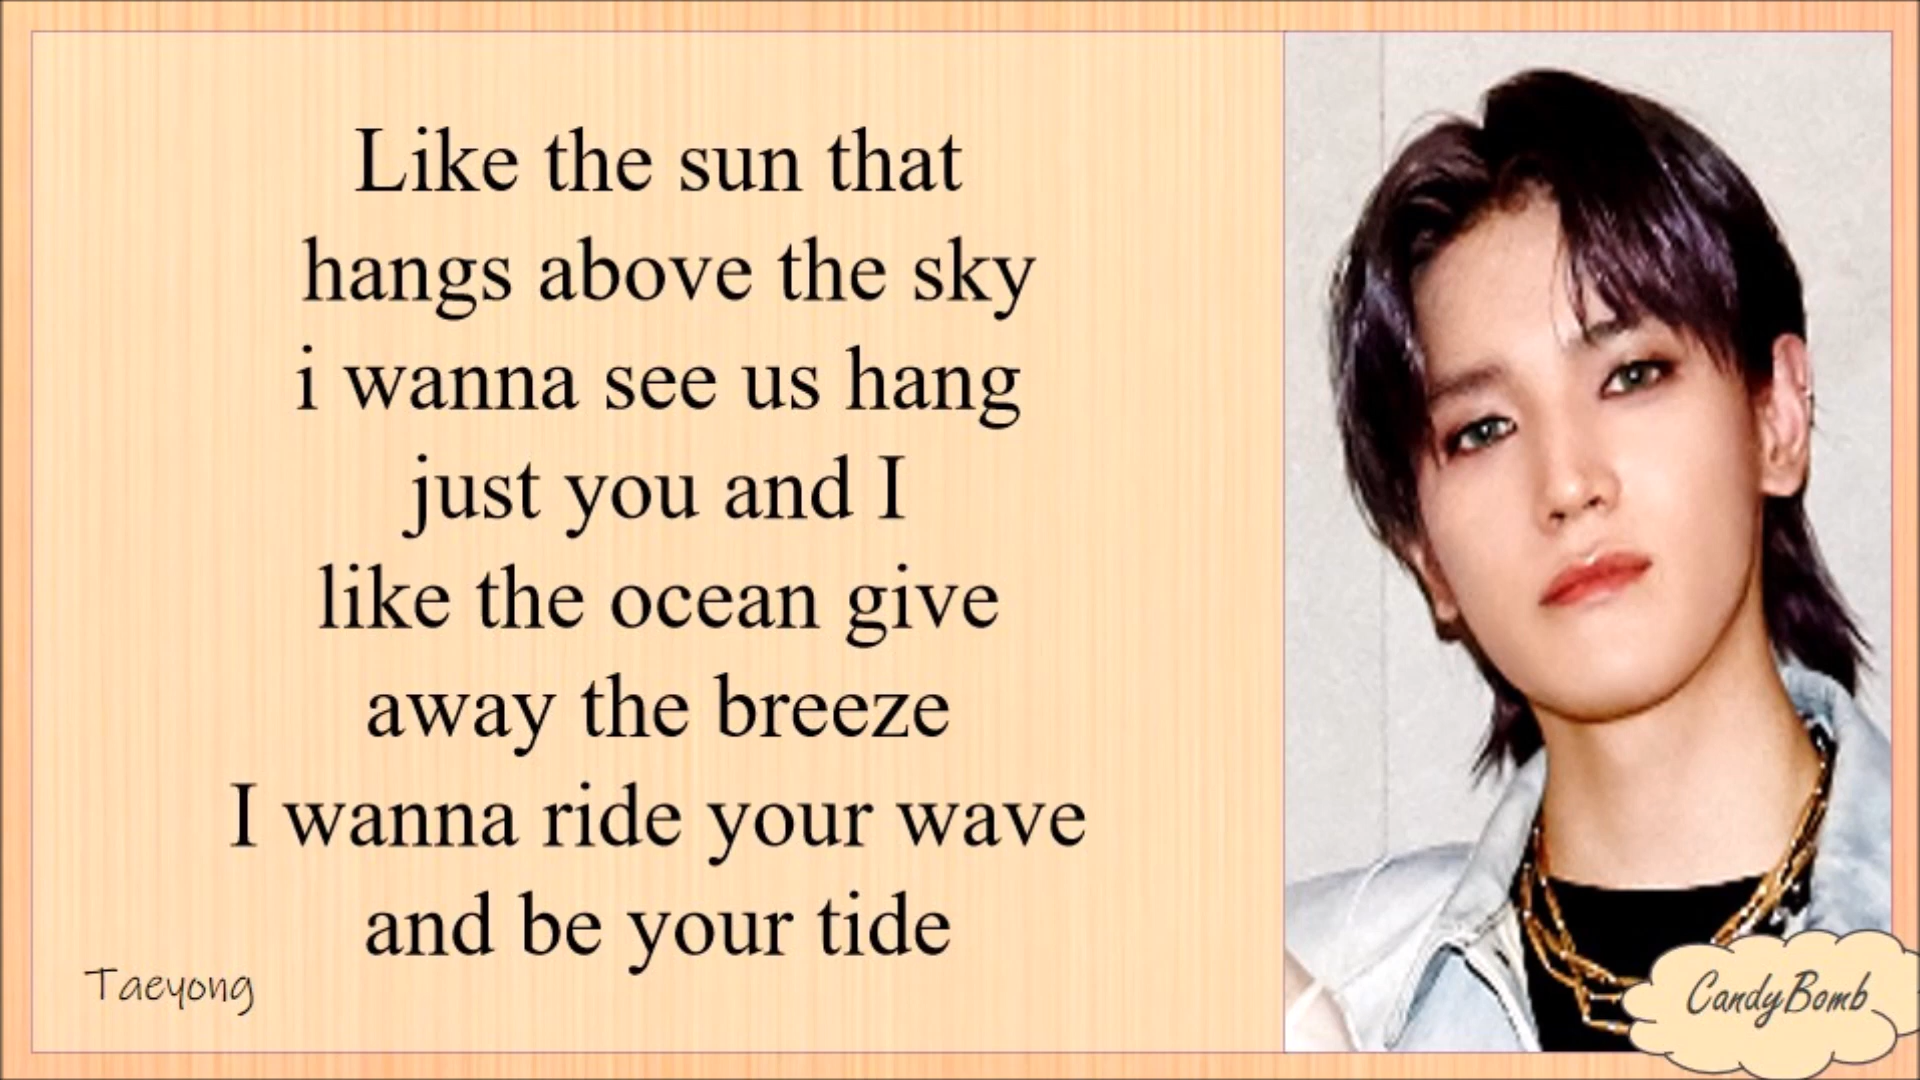 Like the sun that
hangs above the sky
i wanna see us hang
just you and I
like the ocean give
away the breeze
I wanna ride your wave
and be your tide
Taeyong
CandyBomb